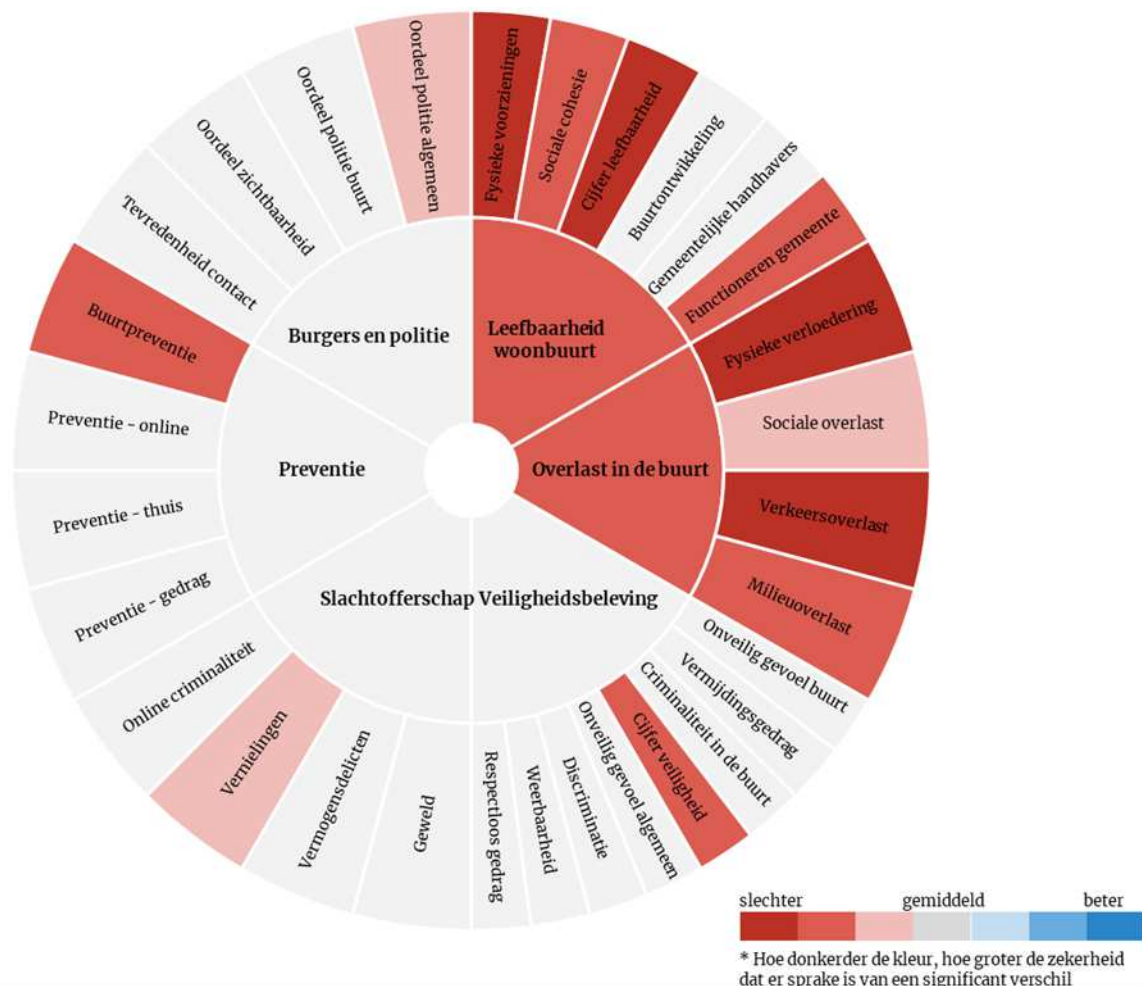 Fysieke voorzieningen
Sociale cohesie
Cijfer leefbaarheid
Buurtontwikkeling
Gemeentelijke handhavers
Functioneren gemeente
Fysieke verloedering
Sociale overlast
Verkeersoverlast
Milieuoverlast
Onveilig gevoel buurt
Vermijdingsgedrag
Criminaliteit in de buurt
Cijfer veiligheid
Onveilig gevoel algemeen
Discriminatie
Weerbaarheid
Respectloos
gedrag
Geweld
Vermogensdelicten
Vernielingen
Online criminaliteit
Preventie – gedrag
Preventie – thuis
Preventie – online
Buurtpreventie
Tevredenheid contact
Oordeel zichtbaarheid
Oordeel politie buurt
Oordeel politie algemeen
Burgers en politie
Leefbaarheid
woonbuurt
Preventie
Overlast in de buurt
Slachtofferschap
Veiligheidsbeleving
slechter
gemiddeld
beter
* Hoe donkerder de kleur, hoe groter de zekerheid
dat er sprake is van een significant verschil